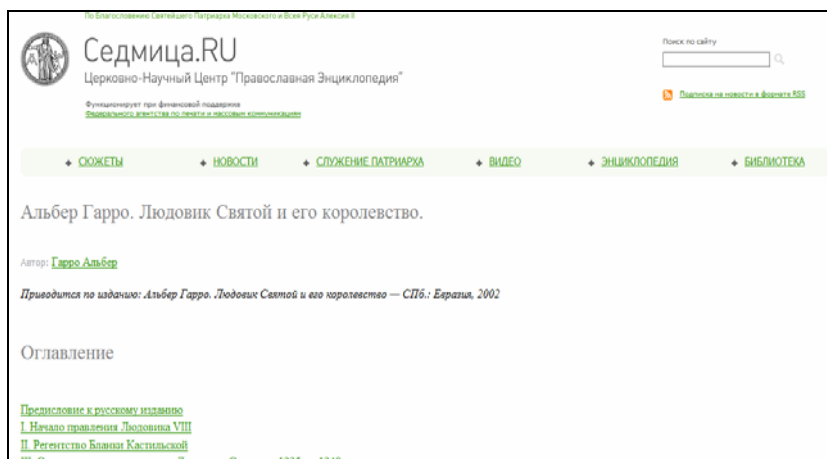 По Благословению Святейшего Патриарха Московского и Всея Руси Алексия II
Седмица.RU
Церковно-Научный Центр "Православная Энциклопедия"
Функционирует при финансовой поддержке
Федерального агентства по печати и массовым коммуникациям
Поиск по сайту
Подписка на новости в формате RSS
СЮЖЕТЫ НОВОСТИ СЛУЖЕНИЕ ПАТРИАРХА ВИДЕО ЭНЦИКЛОПЕДИЯ БИБЛИОТЕКА
Альбер Гарро. Людовик Святой и его королевство.
Автор: Гарро Альбер
Приводится по изданию: Альбер Гарро. Людовик Святой и его королевство — СПб.: Евразия, 2002
Оглавление
Предисловие к русскому изданию
I. Начало правления Людовика VIII
II. Регентство Бланки Кастильской